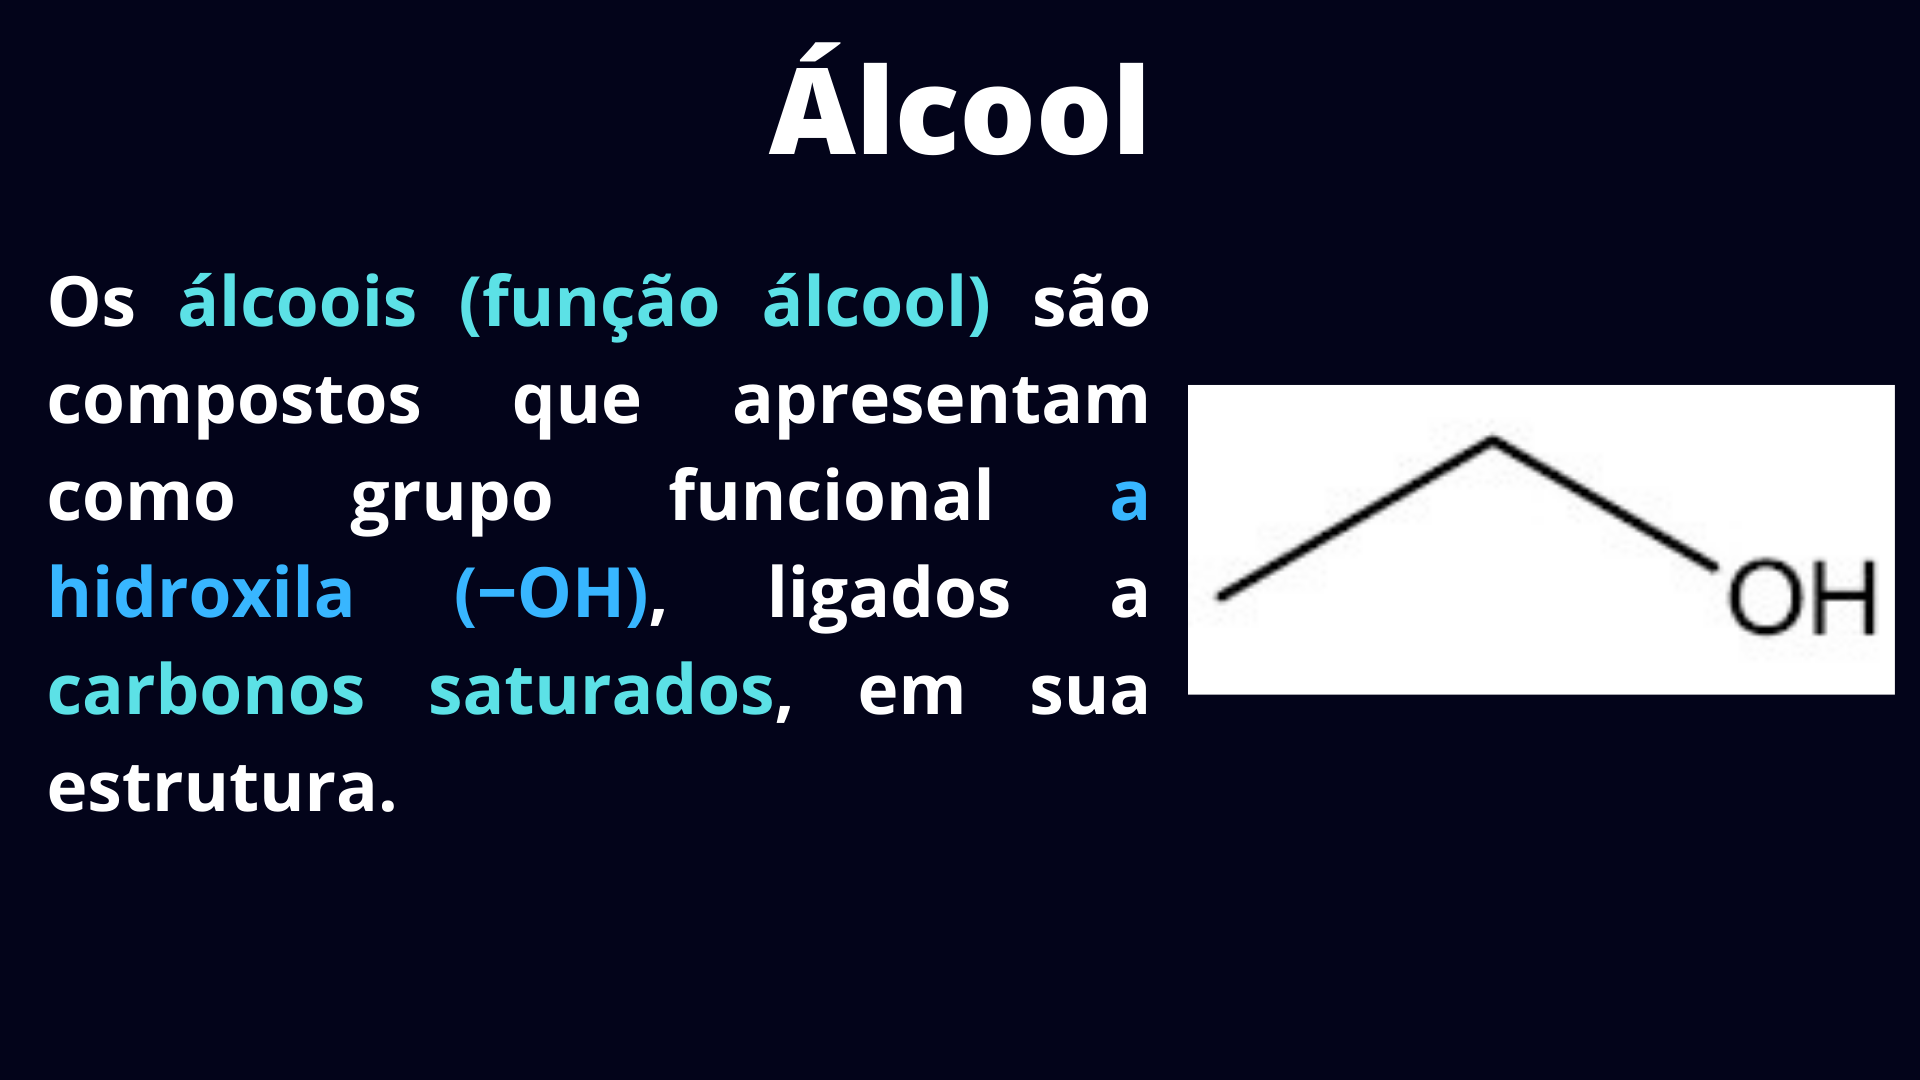 Álcool
Os álcoois (função álcool) são
compostos que apresentam
como grupo funcional a
hidroxila (–OH), ligados a
carbonos saturados, em sua
estrutura.
OH